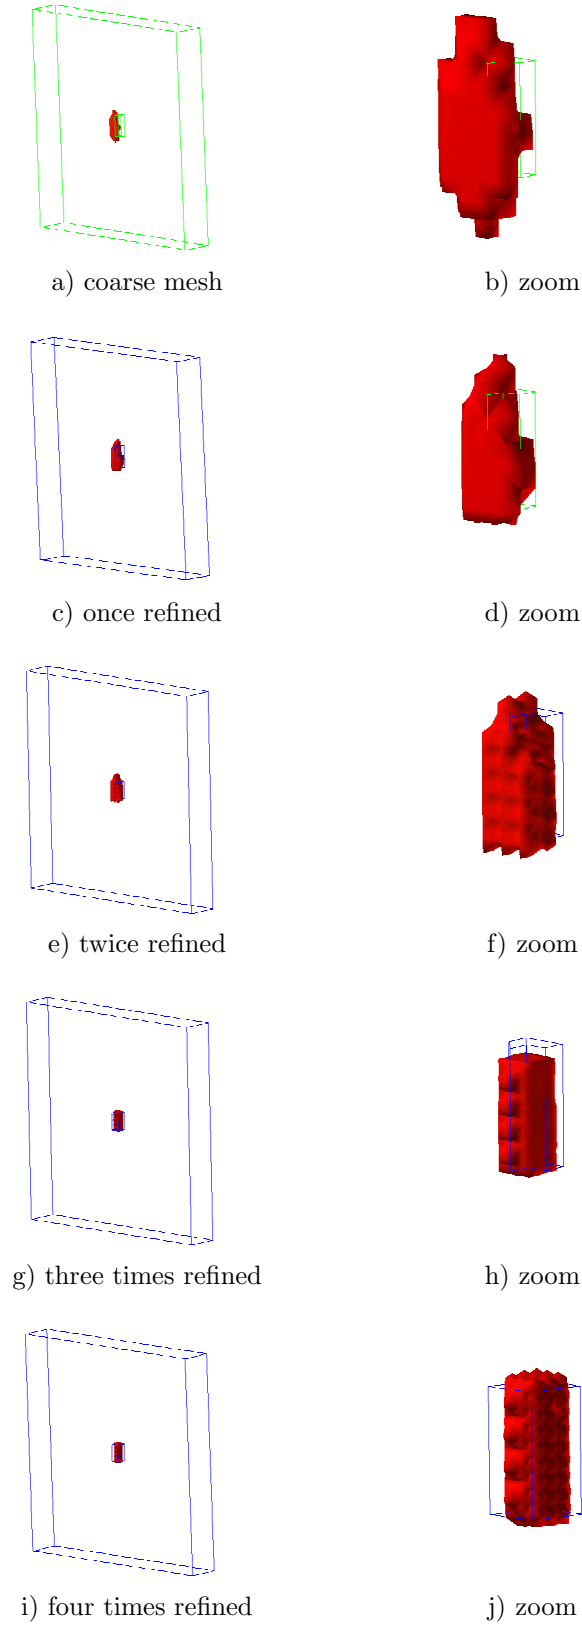 a) coarse mesh
b) zoom
c) once refined
d) zoom
e) twice refined
f) zoom
g) three times refined
h) zoom
i) four times refined
j) zoom